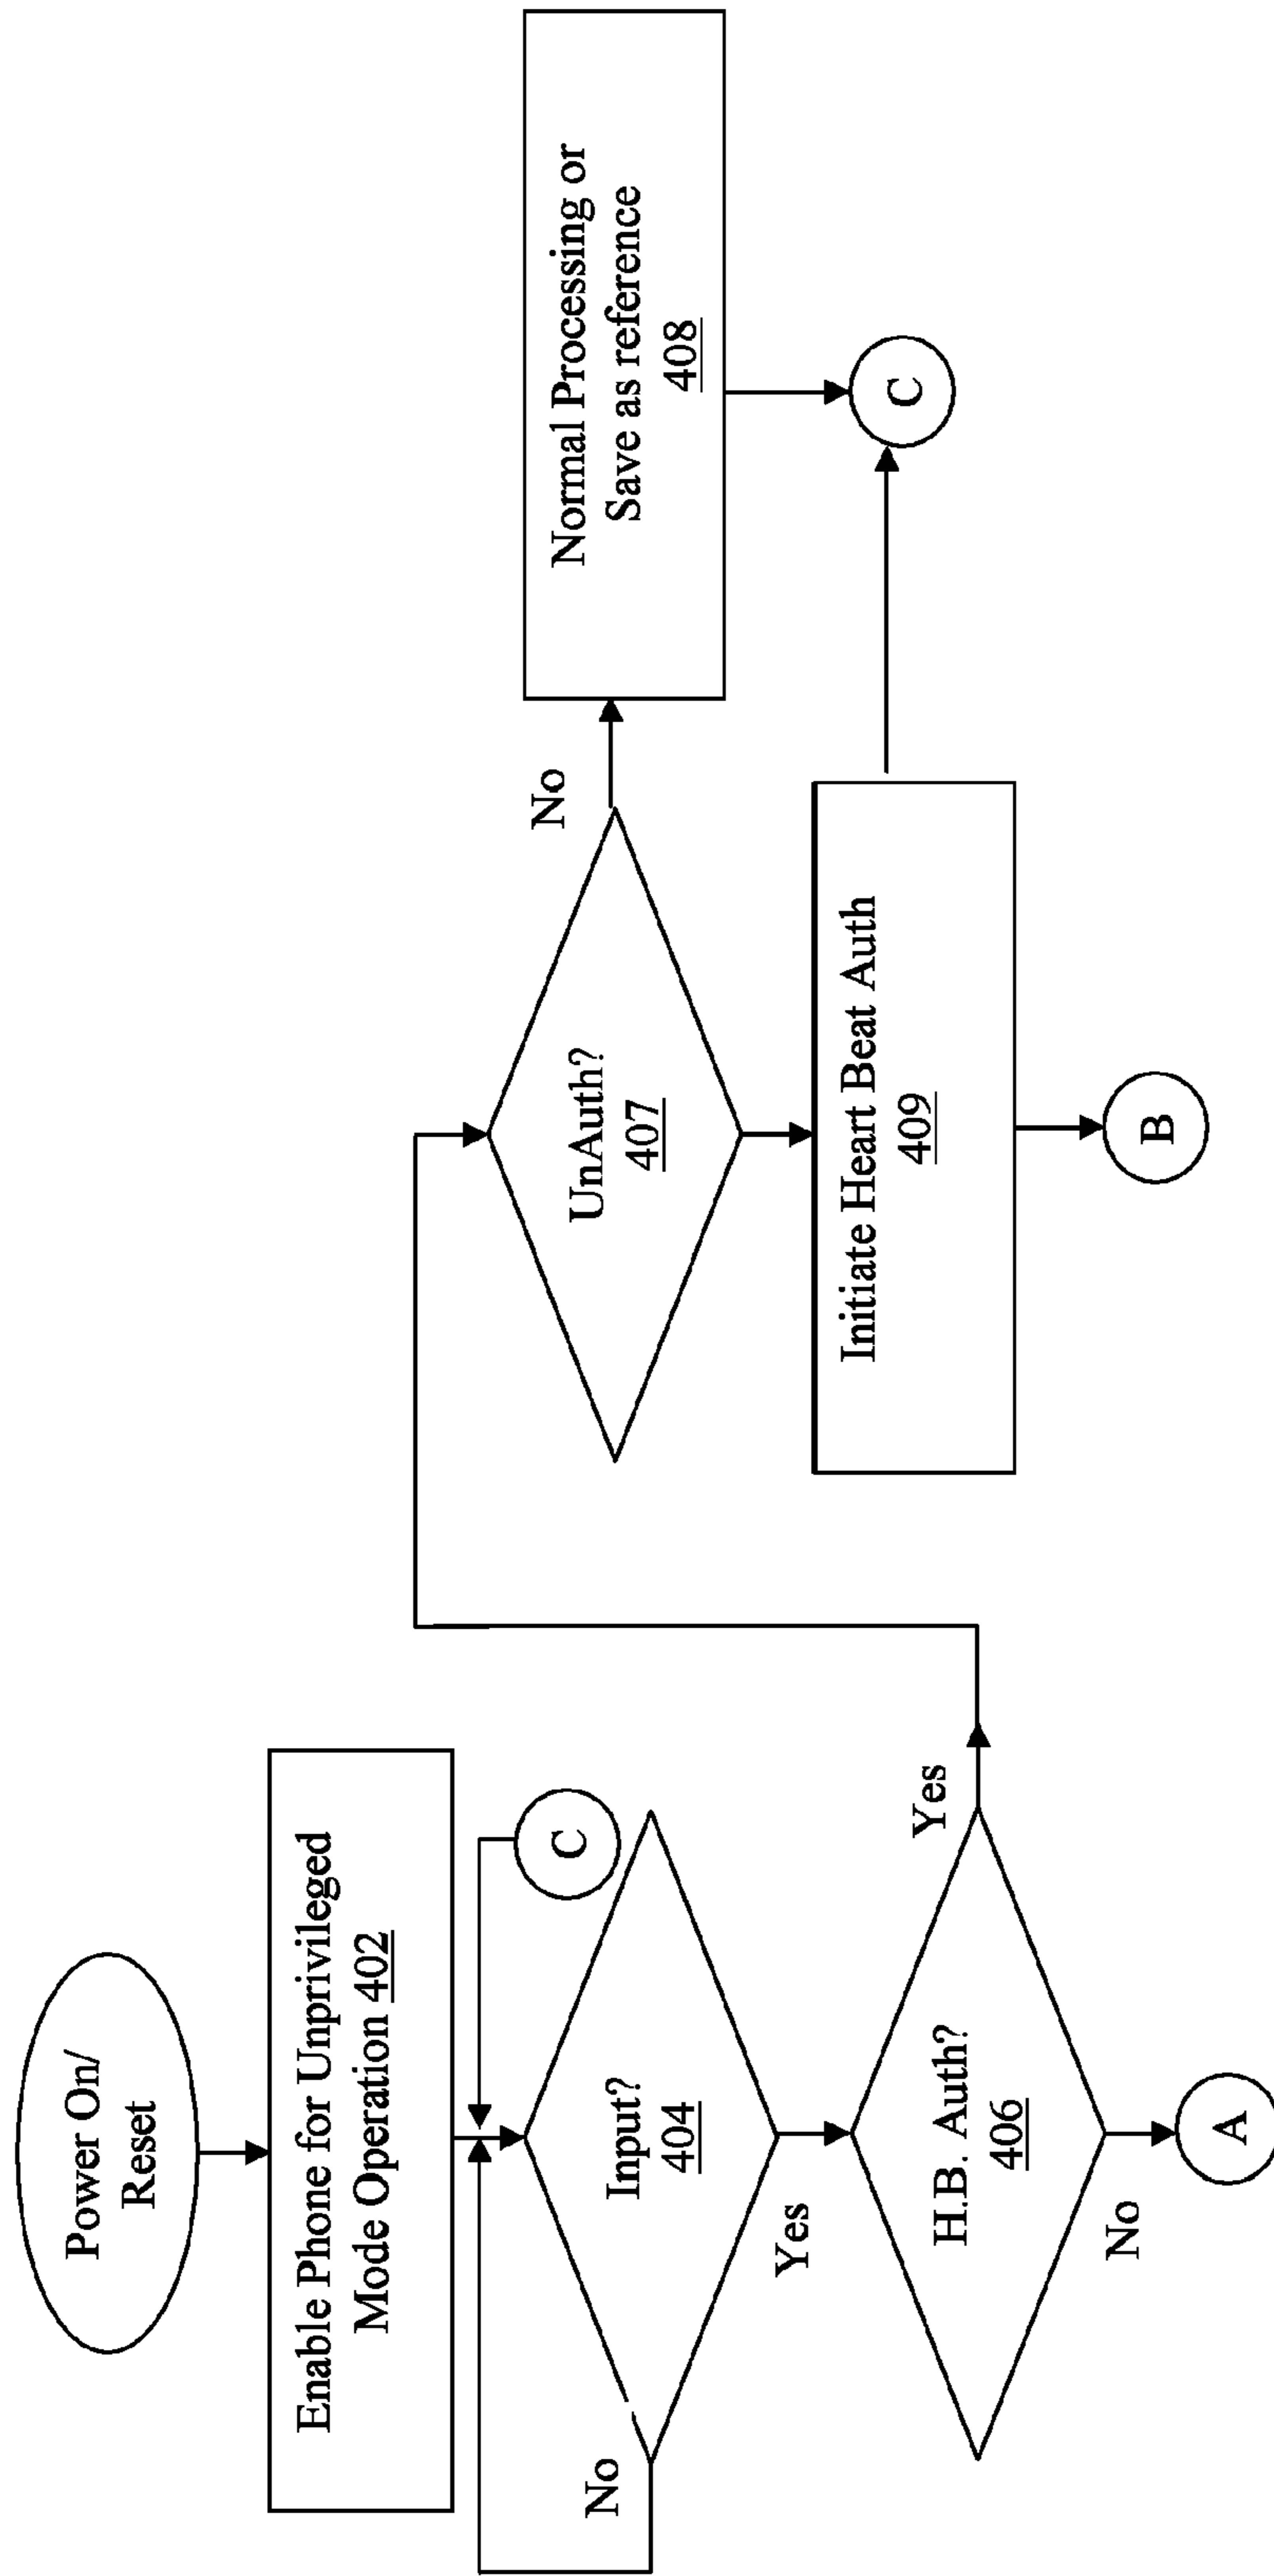 Power On/
Reset
Enable Phone for Unprivileged
Mode Operation 402
C
Input?
404
No
Yes
H.B. Auth?
406
Yes
No
A
UnAuth?
407
No
Normal Processing or
Save as reference
408
Initiate Heart Beat Auth
409
C
B